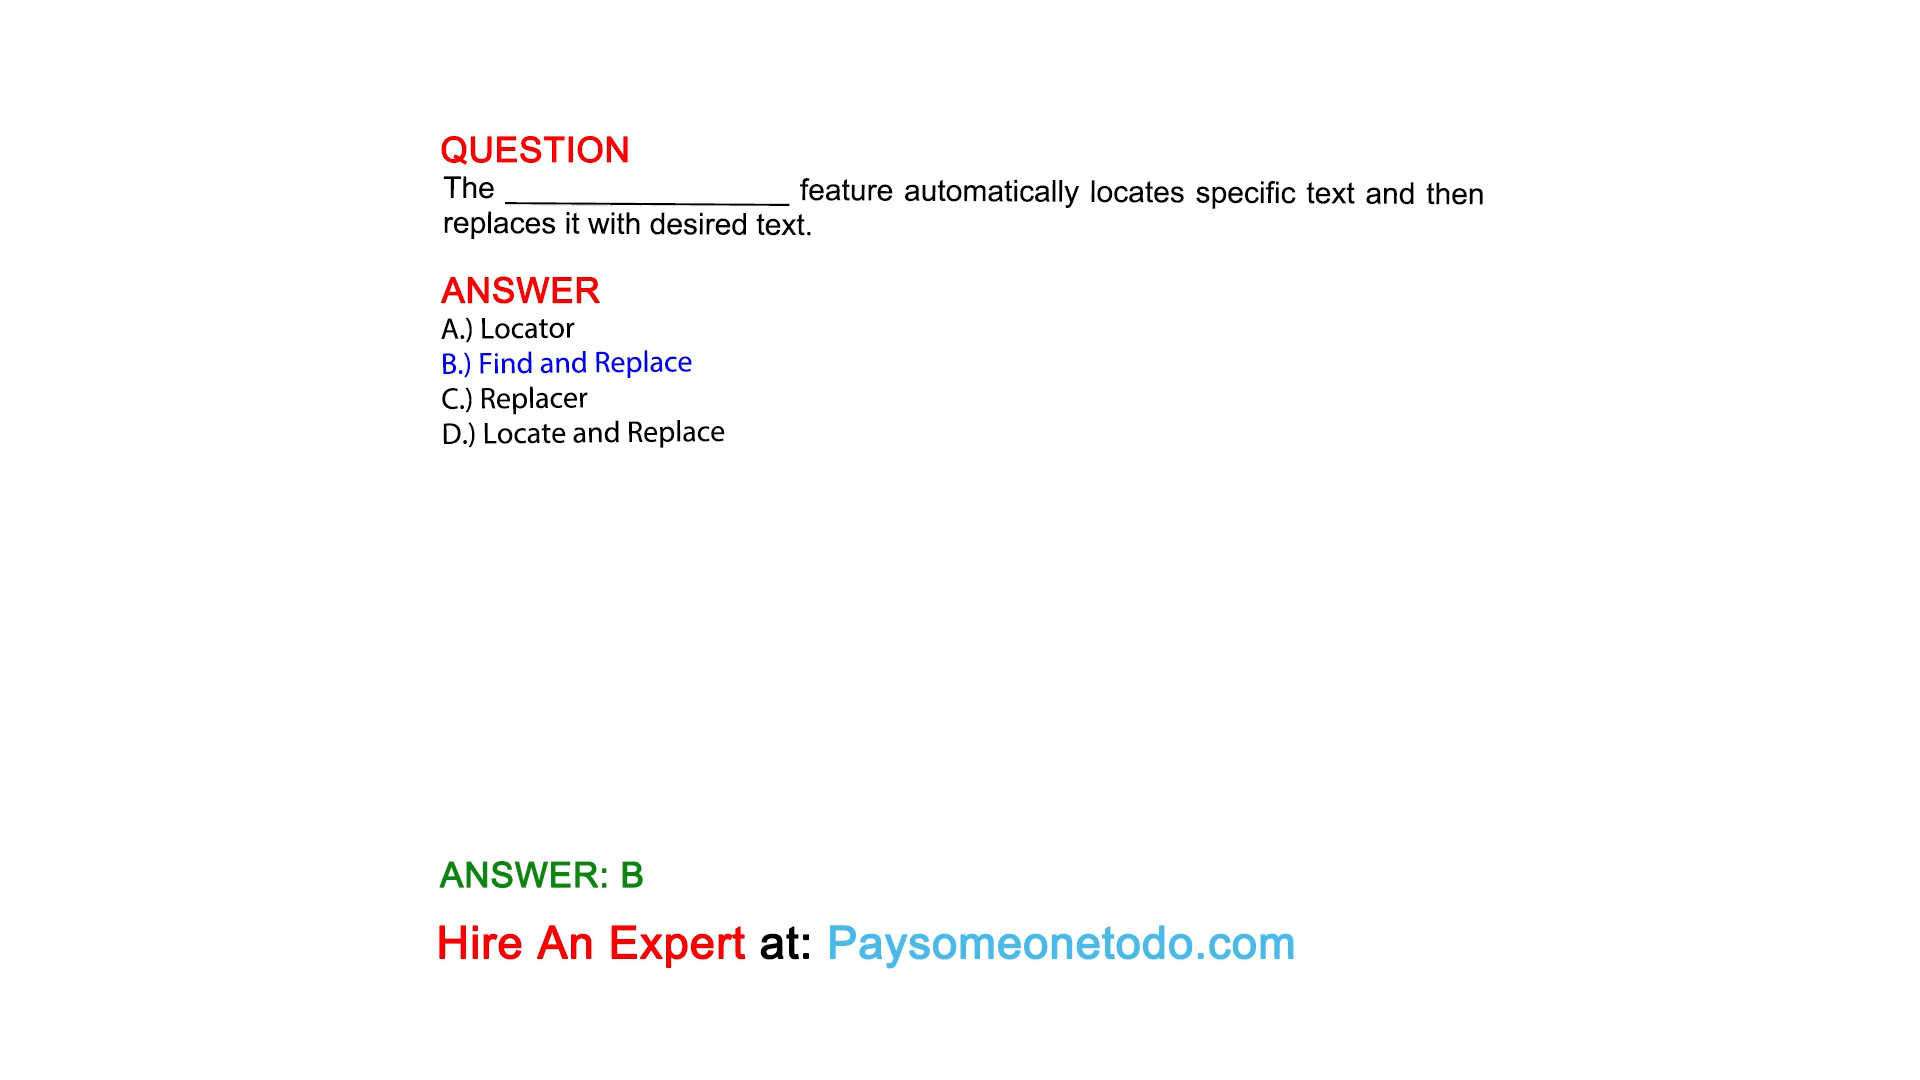 QUESTION
The _________________ feature automatically locates specific text and then
replaces it with desired text.
ANSWER
A.) Locator
B.) Find and Replace
C.) Replacer
D.) Locate and Replace
ANSWER: B
Hire An Expert at: Paysomeonetodo.com